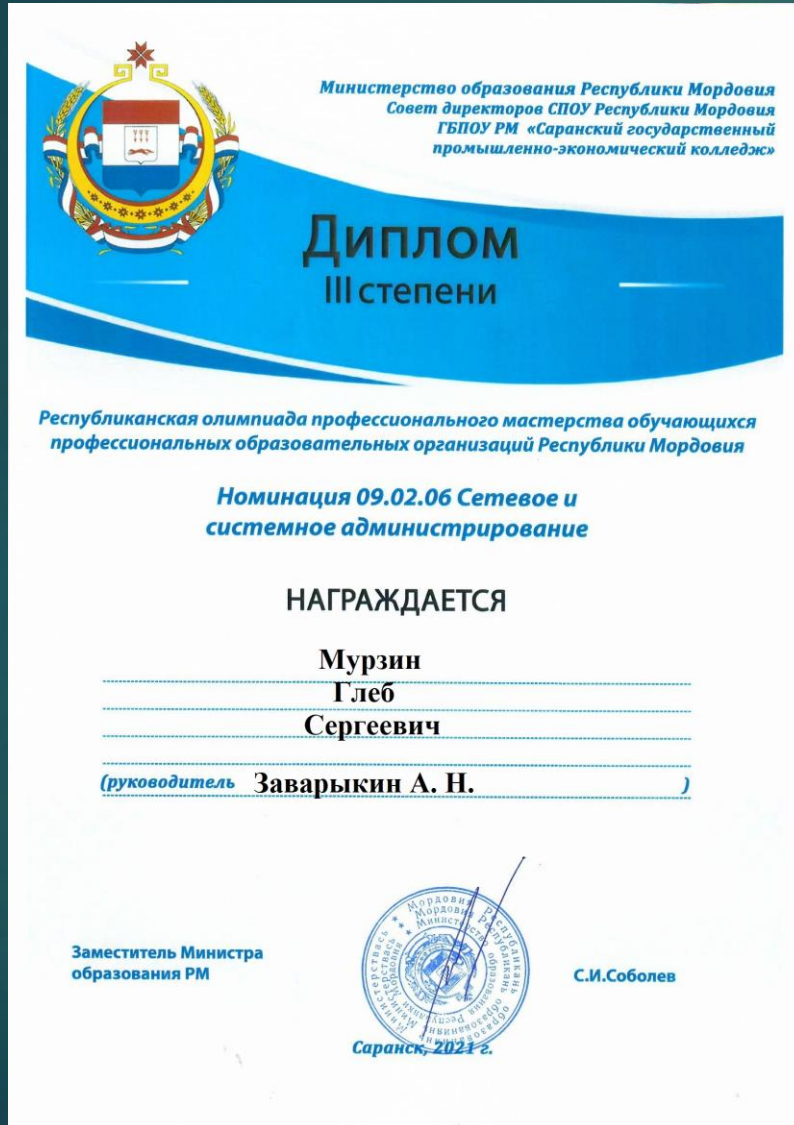 Министерство образования Республики Мордовия
Совет директоров СПОУ Республики Мордовия
ГБПОУ РМ «Саранский государственный
промышленно-экономический колледж»
Диплом
III степени
Республиканская олимпиада профессионального мастерства обучающихся
профессиональных образовательных организаций Республики Мордовия
Номинация 09.02.06 Сетевое и
системное администрирование
НАГРАЖДАЕТСЯ
Мурзин
Глеб
Сергеевич
(руководитель Заварыкин А. Н. )
Заместитель Министра
образования РМ
С.И.Соболев
Саранск, 2021 г.